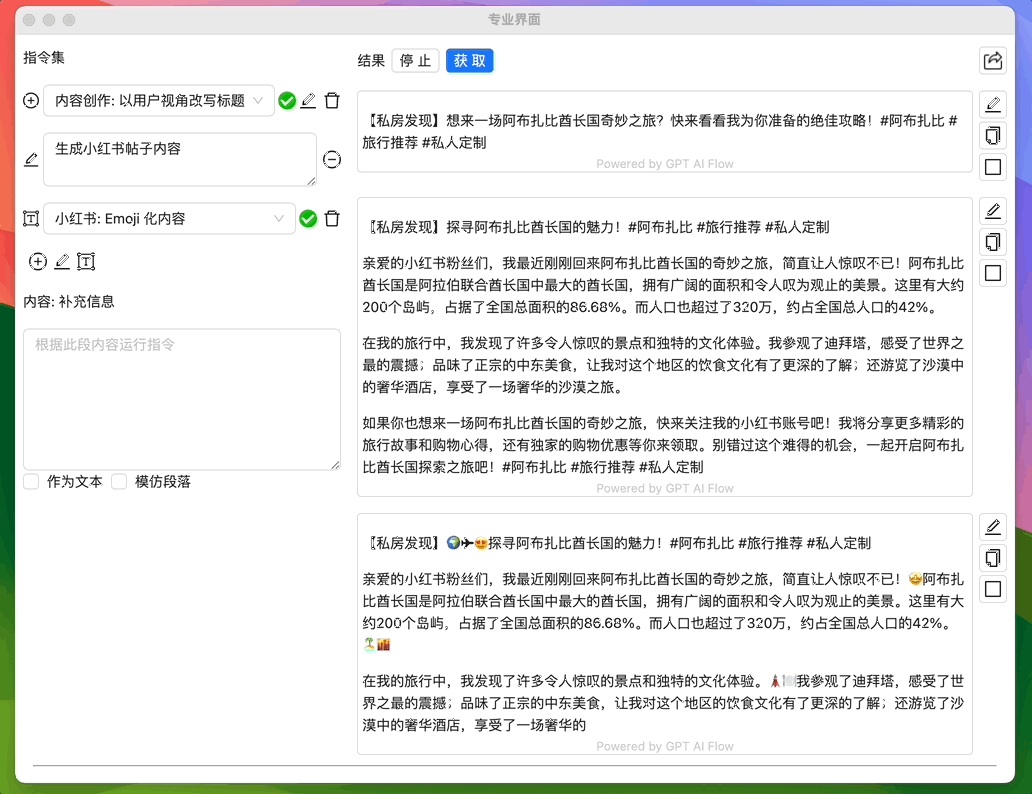 专业界面
指令集
内容创作: 以用户视角改写标题
生成小红书帖子内容
小红书: Emoji 化内容
内容: 补充信息
根据此段内容运行指令
作为文本 模仿段落
结果 停 止 获 取
【私房发现】想来一场阿布扎比酋长国奇妙之旅？快来看看我为你准备的绝佳攻略！#阿布扎比 #
旅行推荐 #私人定制
Powered by GPT AI Flow
【私房发现】探寻阿布扎比酋长国的魅力！#阿布扎比 #旅行推荐 #私人定制
亲爱的小红书粉丝们，我最近刚刚回来阿布扎比酋长国的奇妙之旅，简直让人惊叹不已！阿布扎
比酋长国是阿拉伯联合酋长国中最大的酋长国，拥有广阔的面积和令人叹为观止的美景。这里有大约
200个岛屿，占据了全国总面积的86.68%。而人口也超过了320万，约占全国总人口的42%。
在我的旅行中，我发现了许多令人惊叹的景点和独特的文化体验。我参观了迪拜塔，感受了世界之
最的震撼；品味了正宗的中东美食，让我对这个地区的饮食文化有了更深的了解；还游览了沙漠中
的奢华酒店，享受了一场奢华的沙漠之旅。
如果你也想来一场阿布扎比酋长国的奇妙之旅，快来关注我的小红书账号吧！我将分享更多精彩的
旅行故事和购物心得，还有独家的购物优惠等你来领取。别错过这个难得的机会，一起开启阿布扎
比酋长国探索之旅吧！#阿布扎比 #旅行推荐 #私人定制
Powered by GPT AI Flow
【私房发现】🌍✈😍探寻阿布扎比酋长国的魅力！#阿布扎比 #旅行推荐 #私人定制
亲爱的小红书粉丝们，我最近刚刚回来阿布扎比酋长国的奇妙之旅，简直让人惊叹不已！🤩阿布扎
比酋长国是阿拉伯联合酋长国中最大的酋长国，拥有广阔的面积和令人叹为观止的美景。这里有大
约200个岛屿，占据了全国总面积的86.68%。而人口也超过了320万，约占全国总人口的42%。
🏝️🌇
在我的旅行中，我发现了许多令人惊叹的景点和独特的文化体验。🗼🍽️我参观了迪拜塔，感受了世
界之最的震撼；品味了正宗的中东美食，让我对这个地区的饮食文化有了更深的了解；还游览了沙
漠中的奢华酒店，享受了一场奢华的
Powered by GPT AI Flow